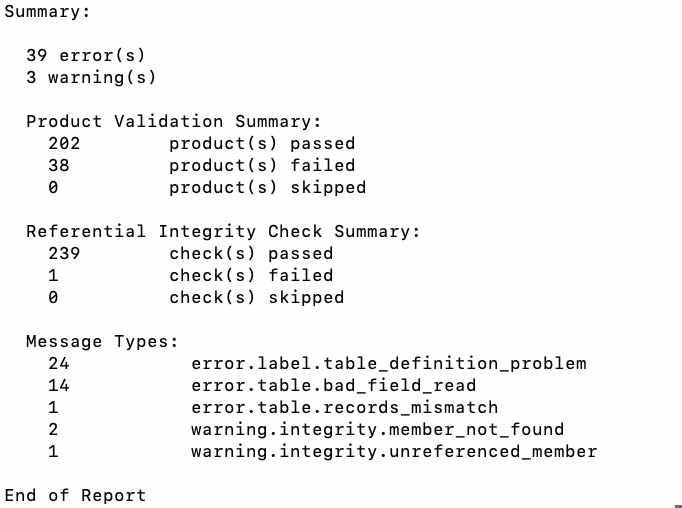 Summary:
39 error(s)
3 warning(s)
Product Validation Summary:
202 product(s) passed
38 product(s) failed
0 product(s) skipped
Referential Integrity Check Summary:
239 check(s) passed
1 check(s) failed
0 check(s) skipped
Message Types:
24 error.label.table_definition_problem
14 error.table.bad_field_read
1 error.table.records_mismatch
2 warning.integrity.member_not_found
1 warning.integrity.unreferenced_member
End of Report